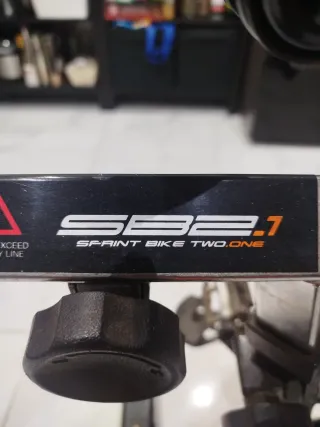 SB2.1
SPRINT BIKE TWO.ONE
EXCEED
LINE